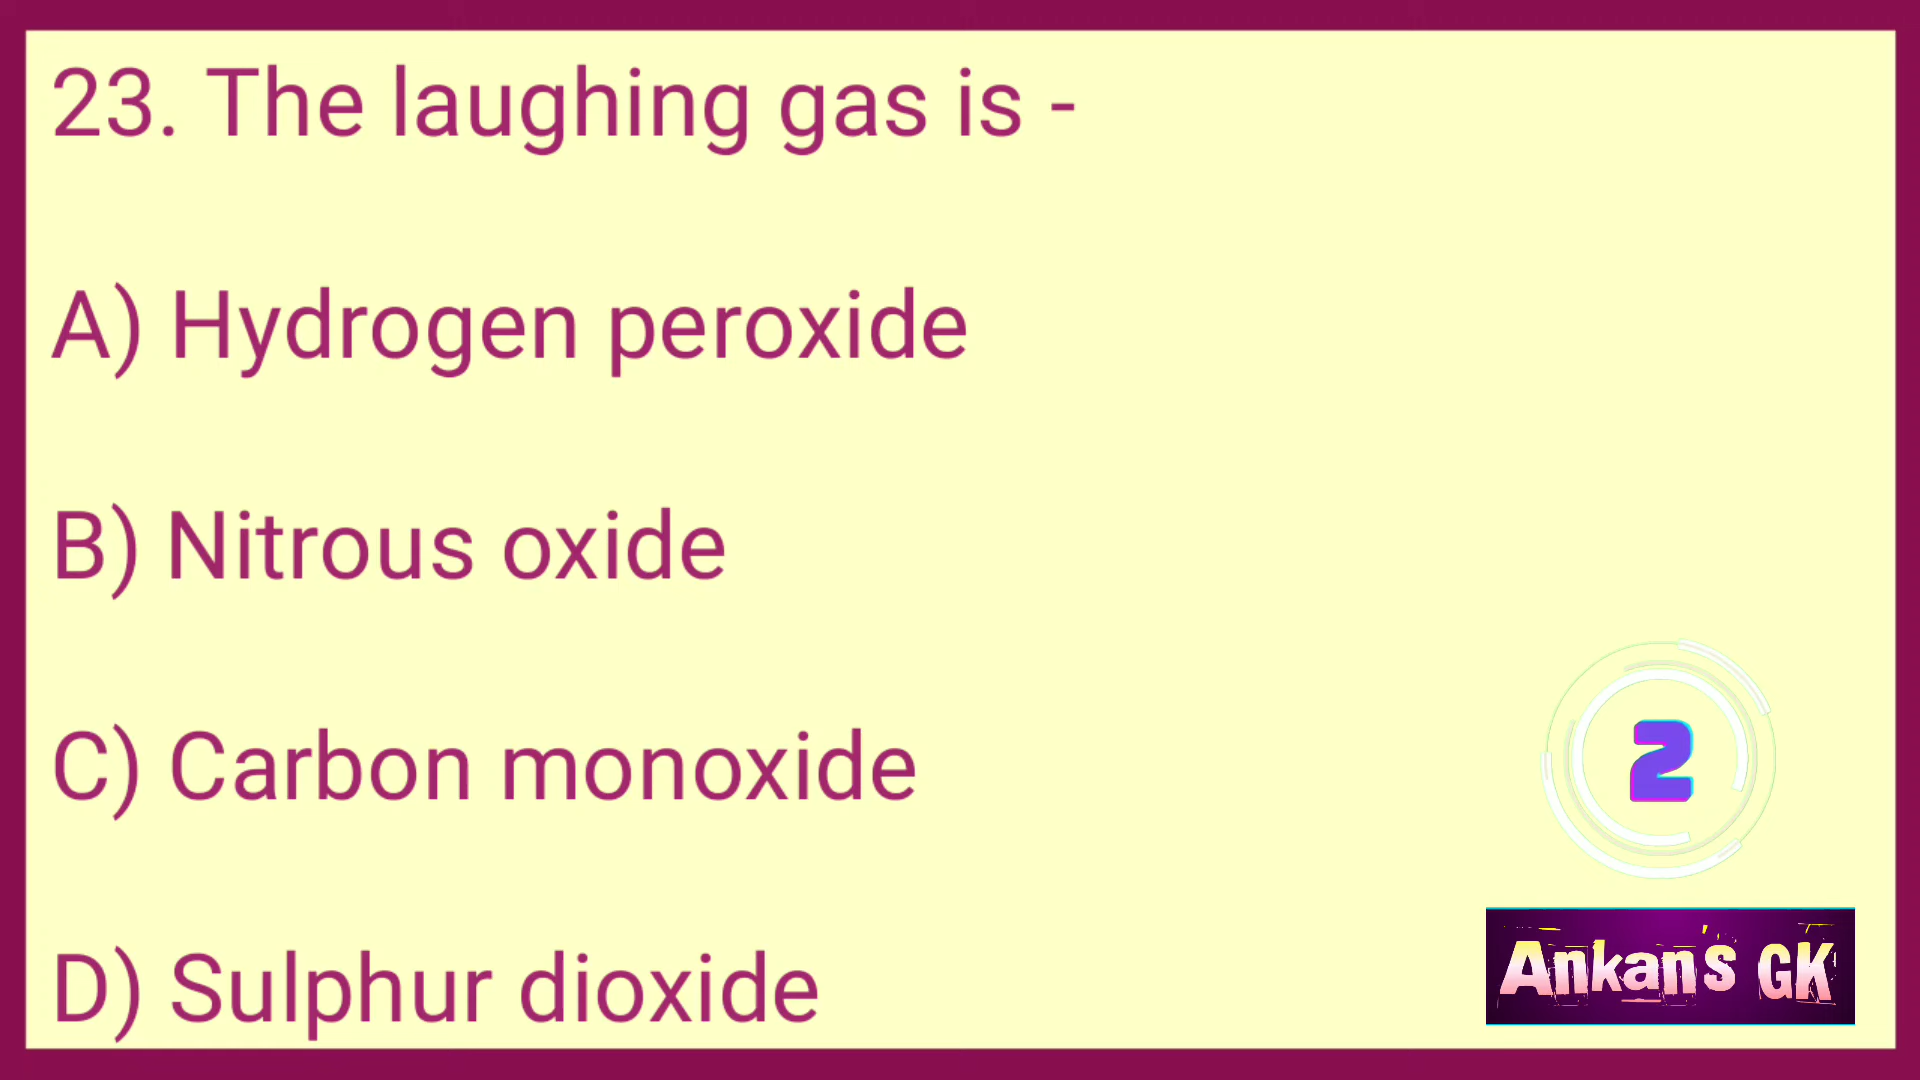 23. The laughing gas is -
A) Hydrogen peroxide
B) Nitrous oxide
C) Carbon monoxide
2
D) Sulphur dioxide
Ankan's GK